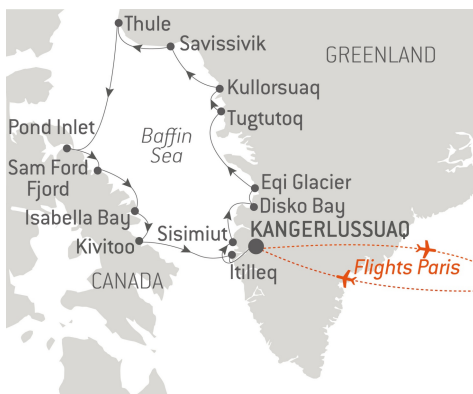 Thule
Savissivik
GREENLAND
Kullorsuaq
Tugtutoq
Pond Inlet
Baffin
Sea
Sam Ford
Fjord
Eqi Glacier
Disko Bay
Isabella Bay
Sisimiut
KANGERLUSSUAQ
Kivitoo
Itilleq
Flights Paris
CANADA